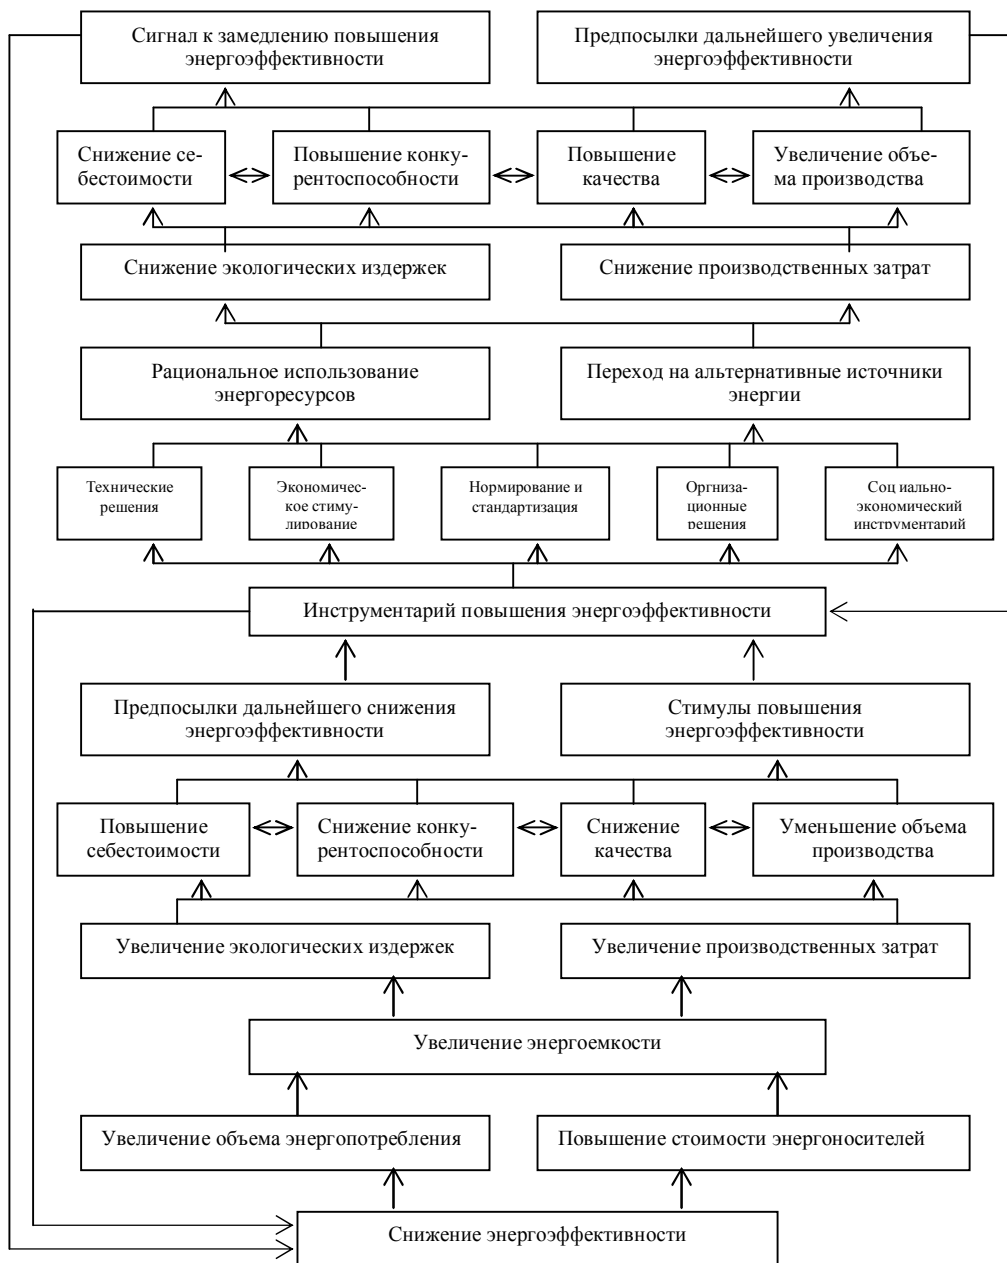 Сигнал к замедлению повышения
энергоэффективности
Предпосылки дальнейшего увеличения
энергоэффективности
Снижение се-
бестоимости
Повышение конку-
рентоспособности
Повышение
качества
Увеличение объе-
ма производства
Снижение экологических издержек
Снижение производственных затрат
Рациональное использование
энергоресурсов
Переход на альтернативные источники
энергии
Технические
решения
Экономичес-
кое стиму-
лирование
Нормирование и
стандартизация
Оргниза-
ционные
решения
Соц иально-
экономический
инструментарий
Инструментарий повышения энергоэффективности
Предпосылки дальнейшего снижения
энергоэффективности
Стимулы повышения
энергоэффективности
Повышение
себестоимости
Снижение конку-
рентоспособности
Снижение
качества
Уменьшение объема
производства
Увеличение экологических издержек
Увеличение производственных затрат
Увеличение энергоемкости
Увеличение объема энергопотребления
Повышение стоимости энергоносителей
Снижение энергоэффективности